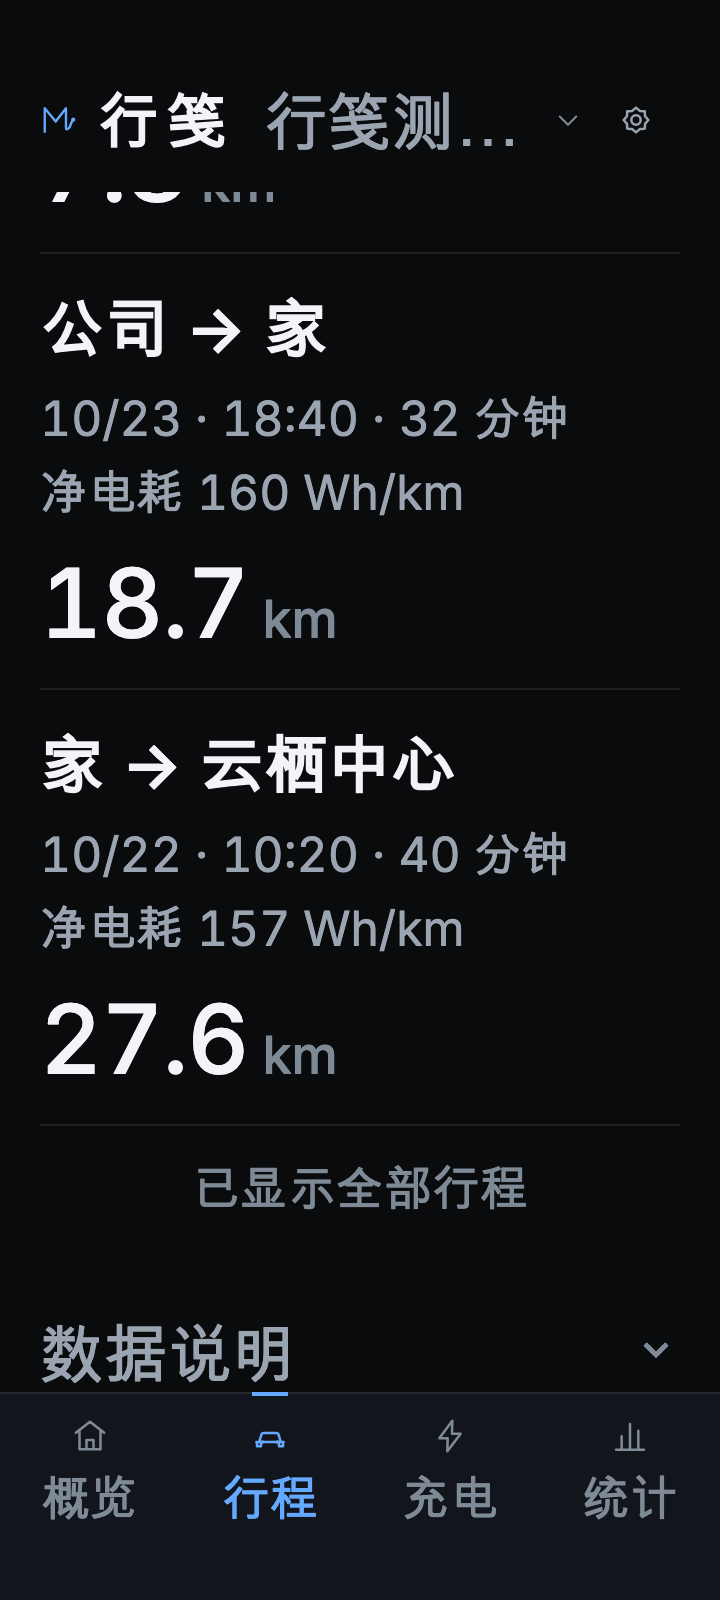 行笺 行笺测...
km
公司 → 家
10/23 · 18:40 · 32 分钟
净电耗 160 Wh/km
18.7 km
家 → 云栖中心
10/22 · 10:20 · 40 分钟
净电耗 157 Wh/km
27.6 km
已显示全部行程
数据说明
概览 行程 充电 统计